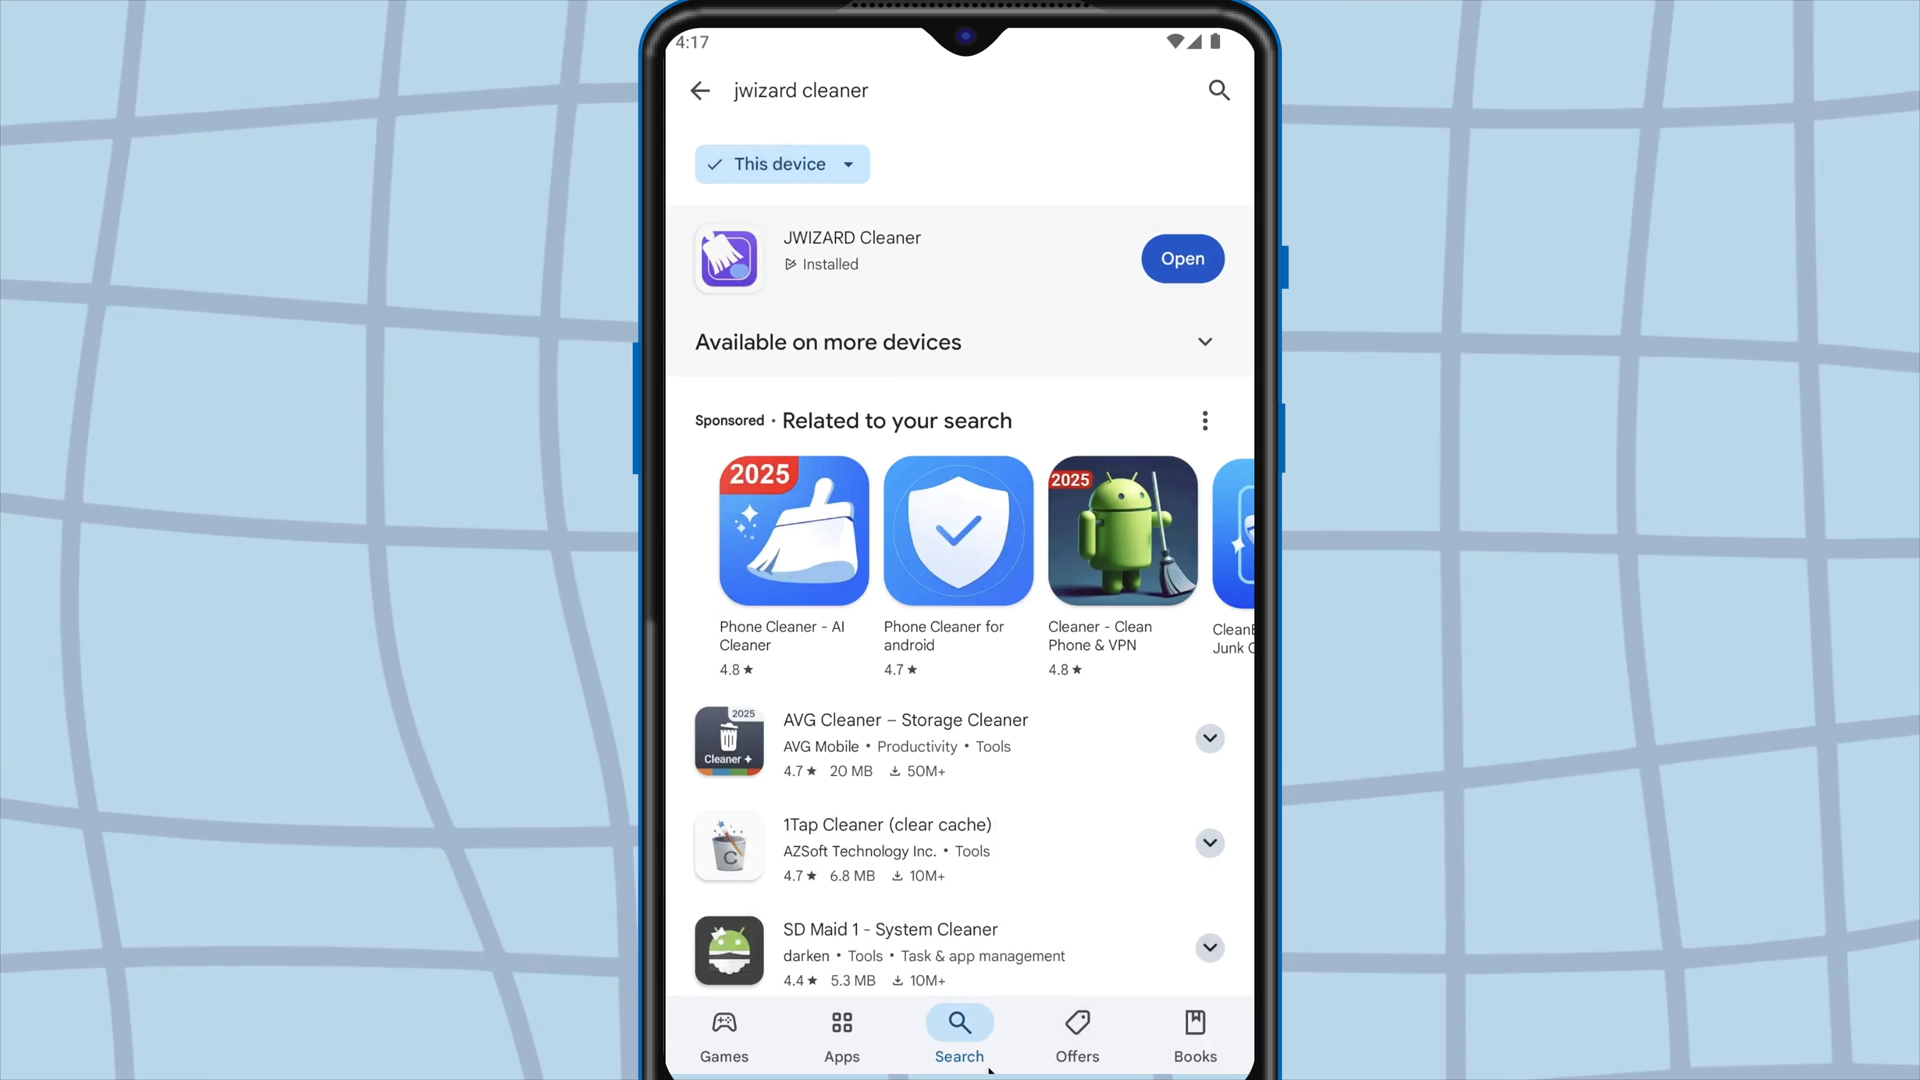 4:17
jwizard cleaner
This device
JWIZARD Cleaner
Installed
Open
Available on more devices
Sponsored · Related to your search
2025
2025
Phone Cleaner - AI Cleaner
4.8 ★
Phone Cleaner for android
4.7 ★
Cleaner - Clean Phone & VPN
4.8 ★
Junk
2025
Cleaner +
AVG Cleaner – Storage Cleaner
AVG Mobile • Productivity • Tools
4.7 ★ 20 MB 50M+
C
1Tap Cleaner (clear cache)
AZSoft Technology Inc. • Tools
4.7 ★ 6.8 MB 10M+
SD Maid 1 - System Cleaner
darken • Tools • Task & app management
4.4 ★ 5.3 MB 10M+
Games
Apps
Search
Offers
Books